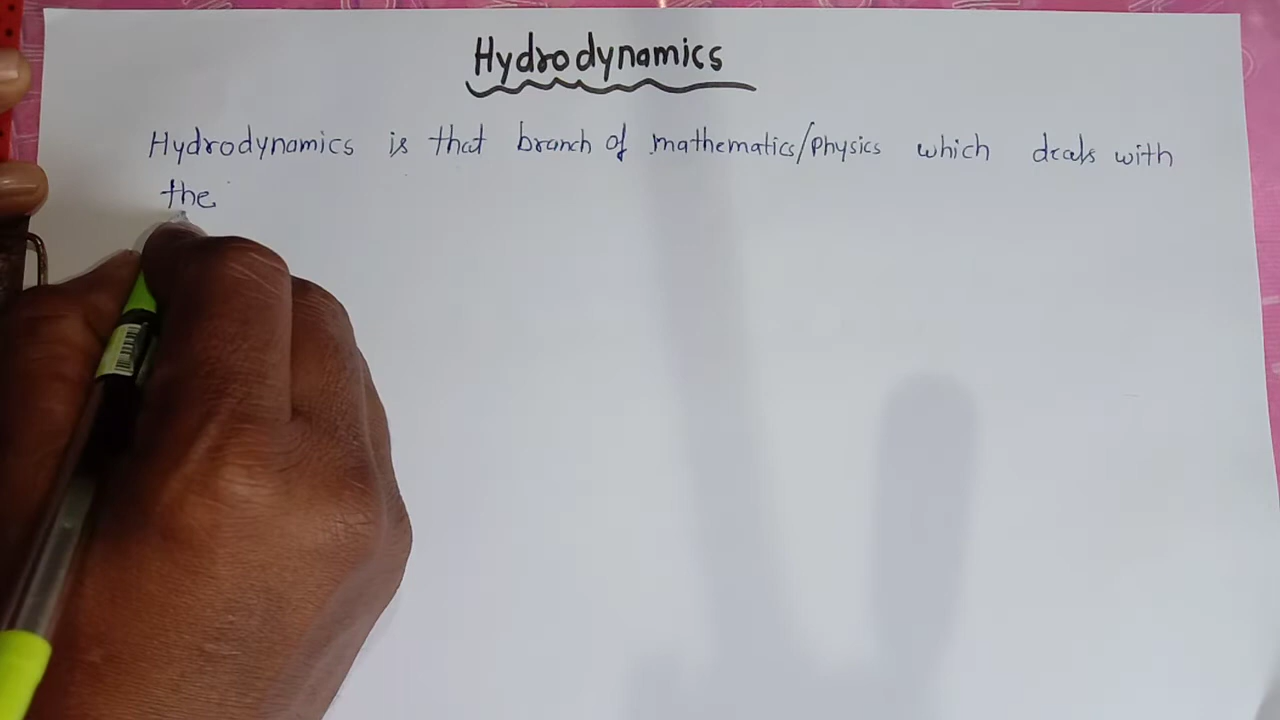 Hydrodynamics
Hydrodynamics is that branch of mathematics/physics which deals with
the